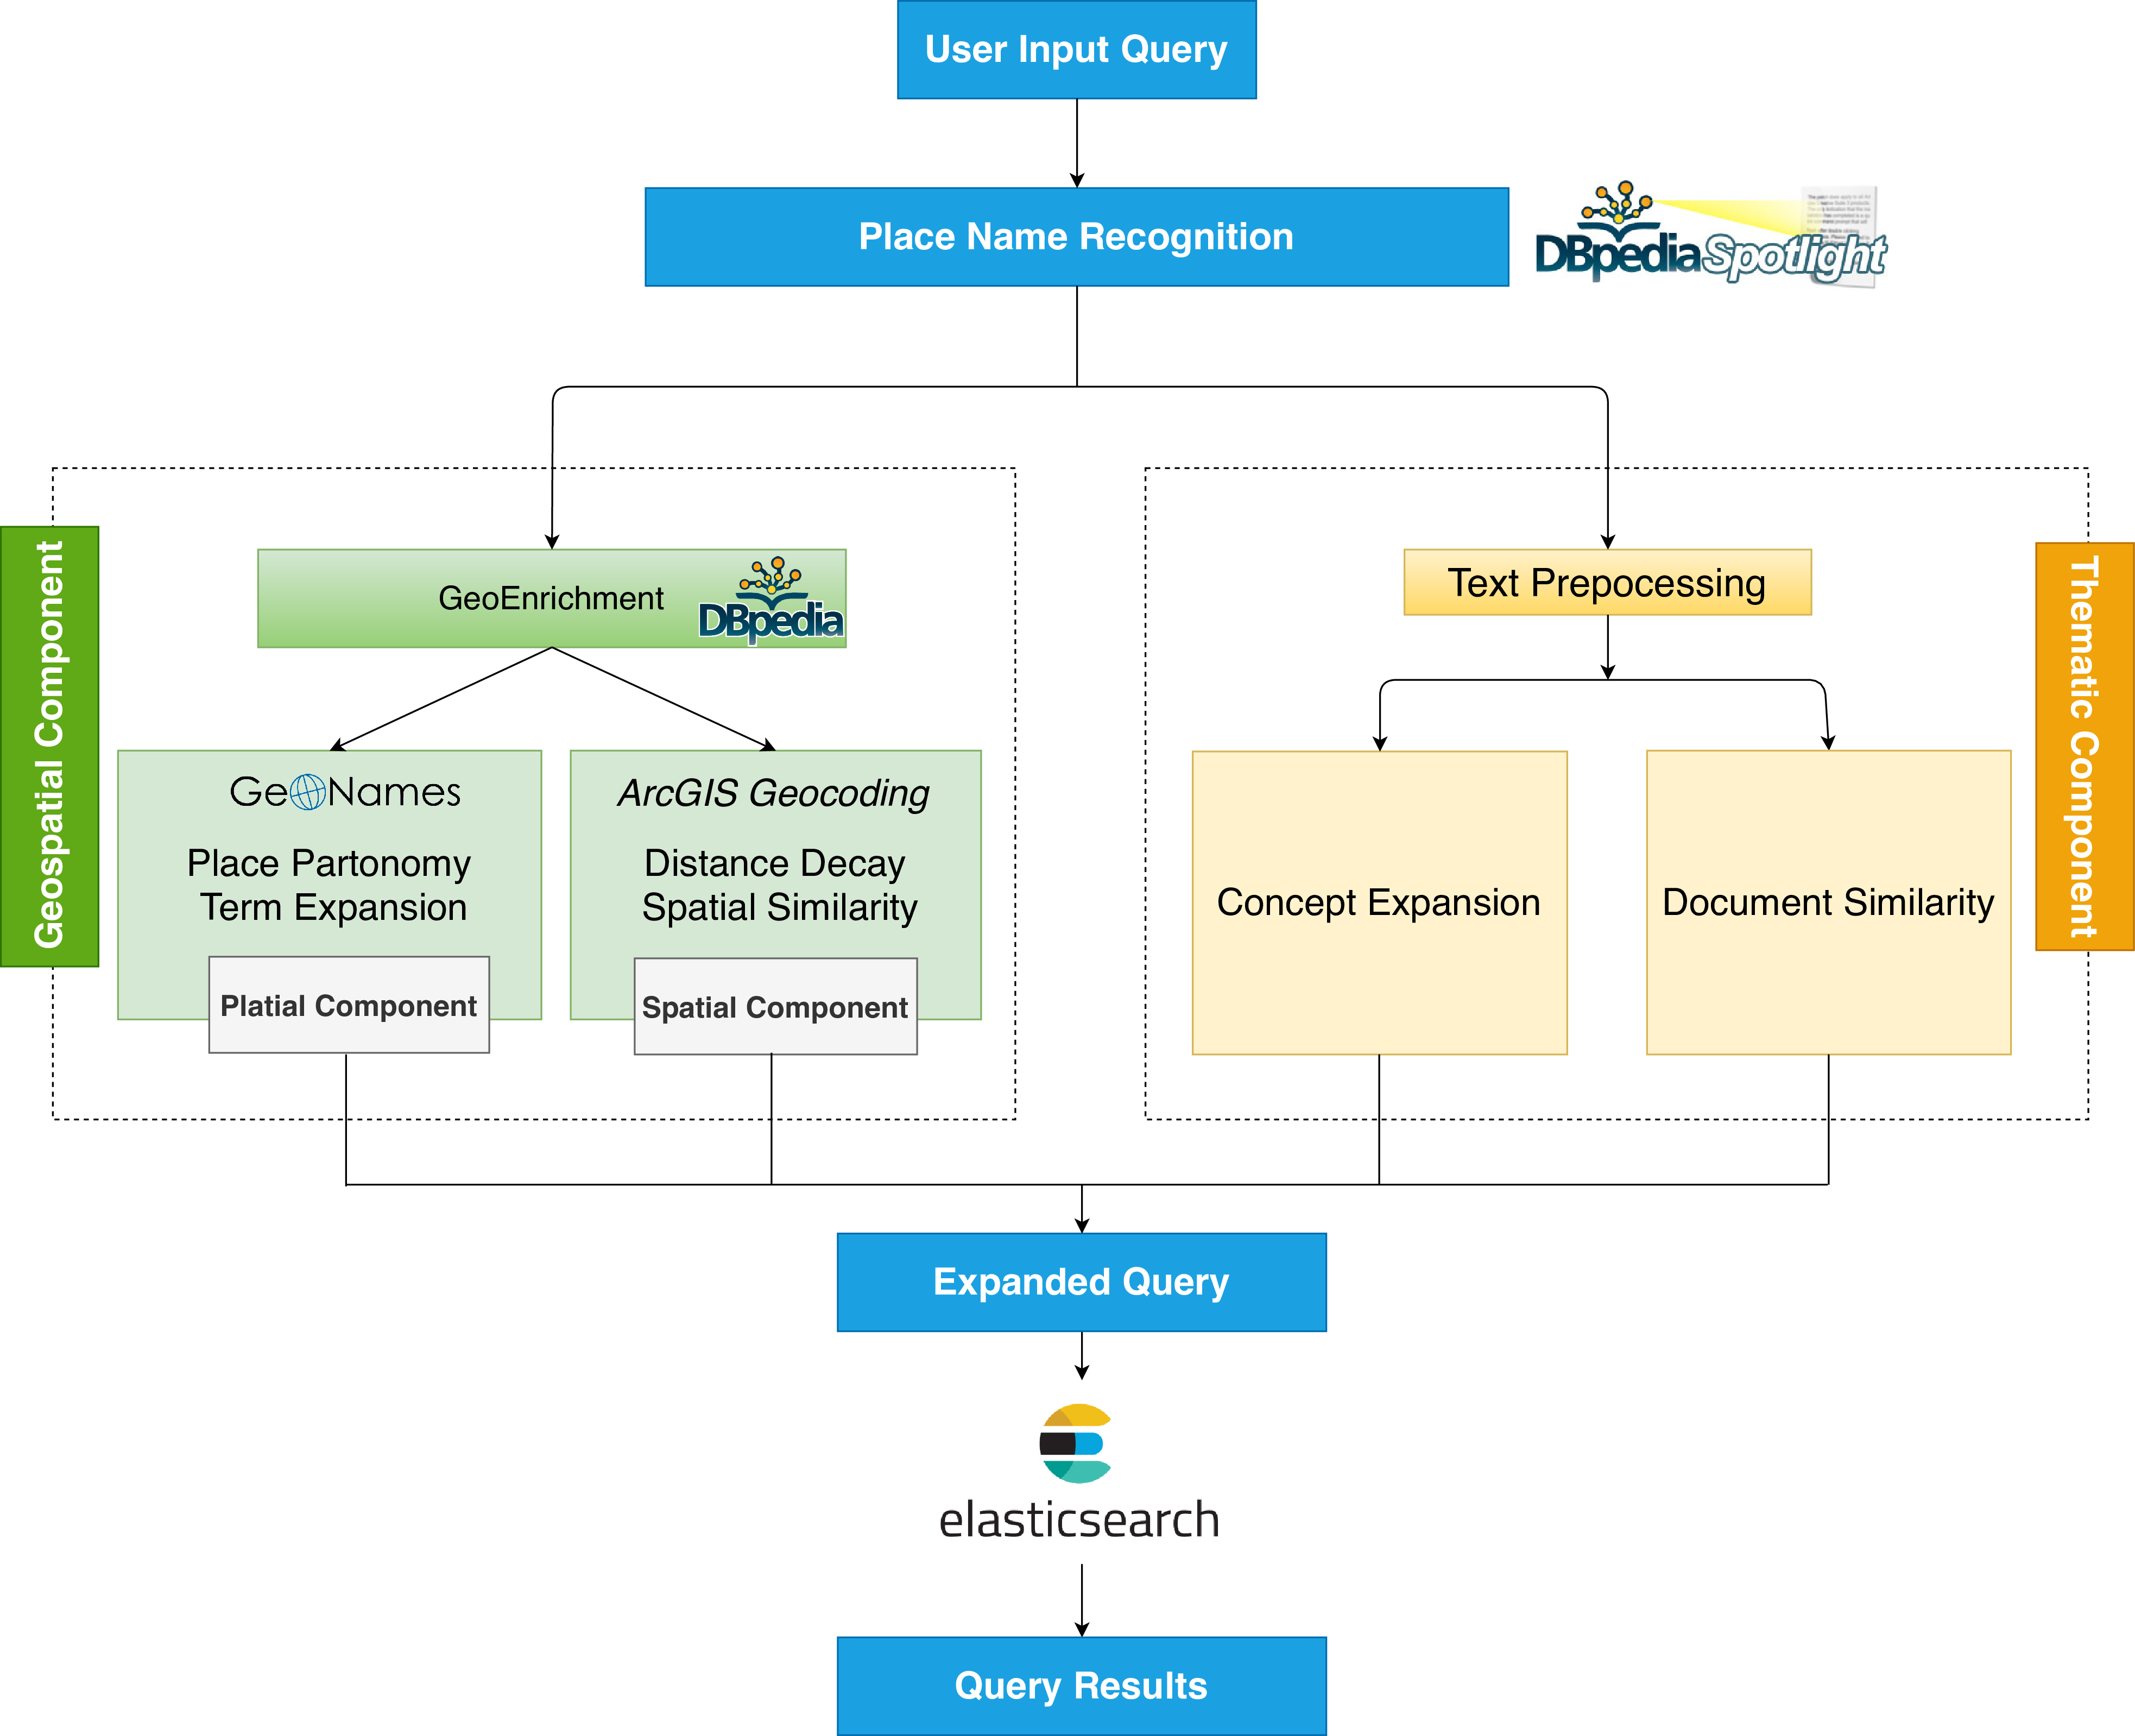 User Input Query
Place Name Recognition
DBpedia Spotlight
Geospatial Component
GeoEnrichment
DBpedia
GeoNames
Place Partonomy
Term Expansion
Platial Component
ArcGIS Geocoding
Distance Decay
Spatial Similarity
Spatial Component
Text Prepocessing
Concept Expansion
Document Similarity
Thematic Component
Expanded Query
elasticsearch
Query Results